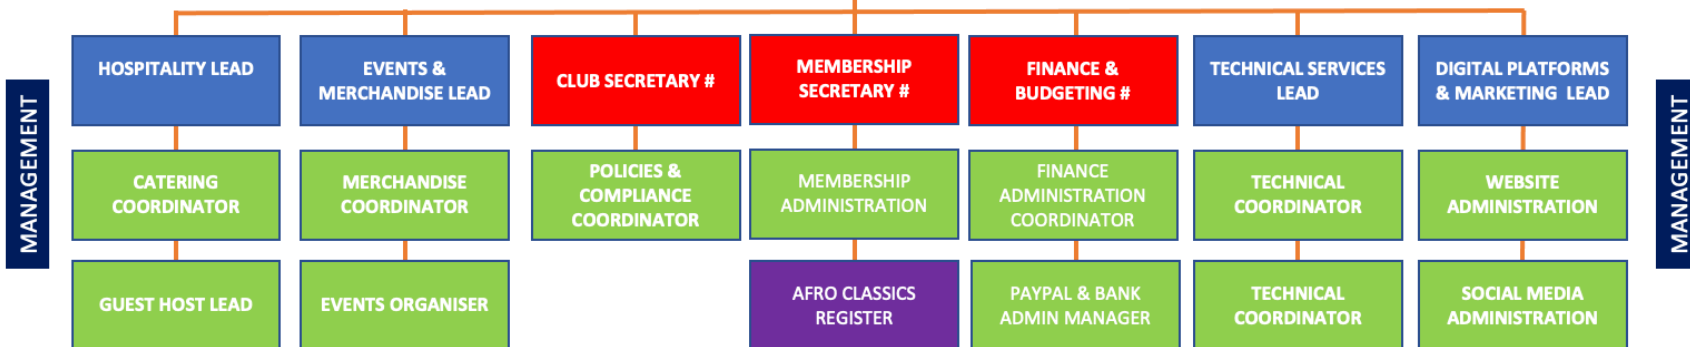 MANAGEMENT
HOSPITALITY LEAD
EVENTS &
MERCHANDISE LEAD
CLUB SECRETARY #
MEMBERSHIP
SECRETARY #
FINANCE &
BUDGETING #
TECHNICAL SERVICES
LEAD
DIGITAL PLATFORMS
& MARKETING LEAD
CATERING
COORDINATOR
MERCHANDISE
COORDINATOR
POLICIES &
COMPLIANCE
COORDINATOR
MEMBERSHIP
ADMINISTRATION
FINANCE
ADMINISTRATION
COORDINATOR
TECHNICAL
COORDINATOR
WEBSITE
ADMINISTRATION
GUEST HOST LEAD
EVENTS ORGANISER
AFRO CLASSICS
REGISTER
PAYPAL & BANK
ADMIN MANAGER
TECHNICAL
COORDINATOR
SOCIAL MEDIA
ADMINISTRATION
MANAGEMENT